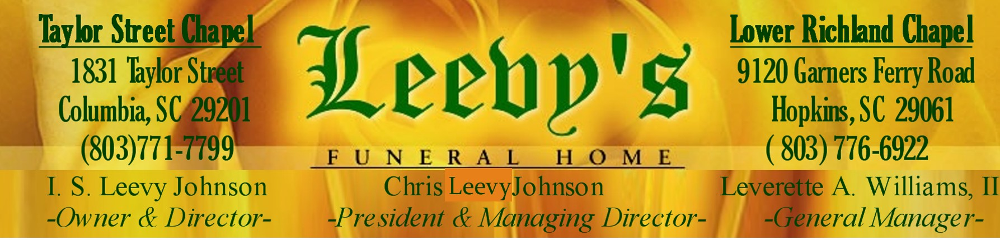 Taylor Street Chapel
1831 Taylor Street
Columbia, SC 29201
(803)771-7799
Leevy's
FUNERAL HOME
Lower Richland Chapel
9120 Garners Ferry Road
Hopkins, SC 29061
( 803) 776-6922
I. S. Leevy Johnson
-Owner & Director-
Chris Leevy Johnson
-President & Managing Director-
Leverette A. Williams, II
-General Manager-